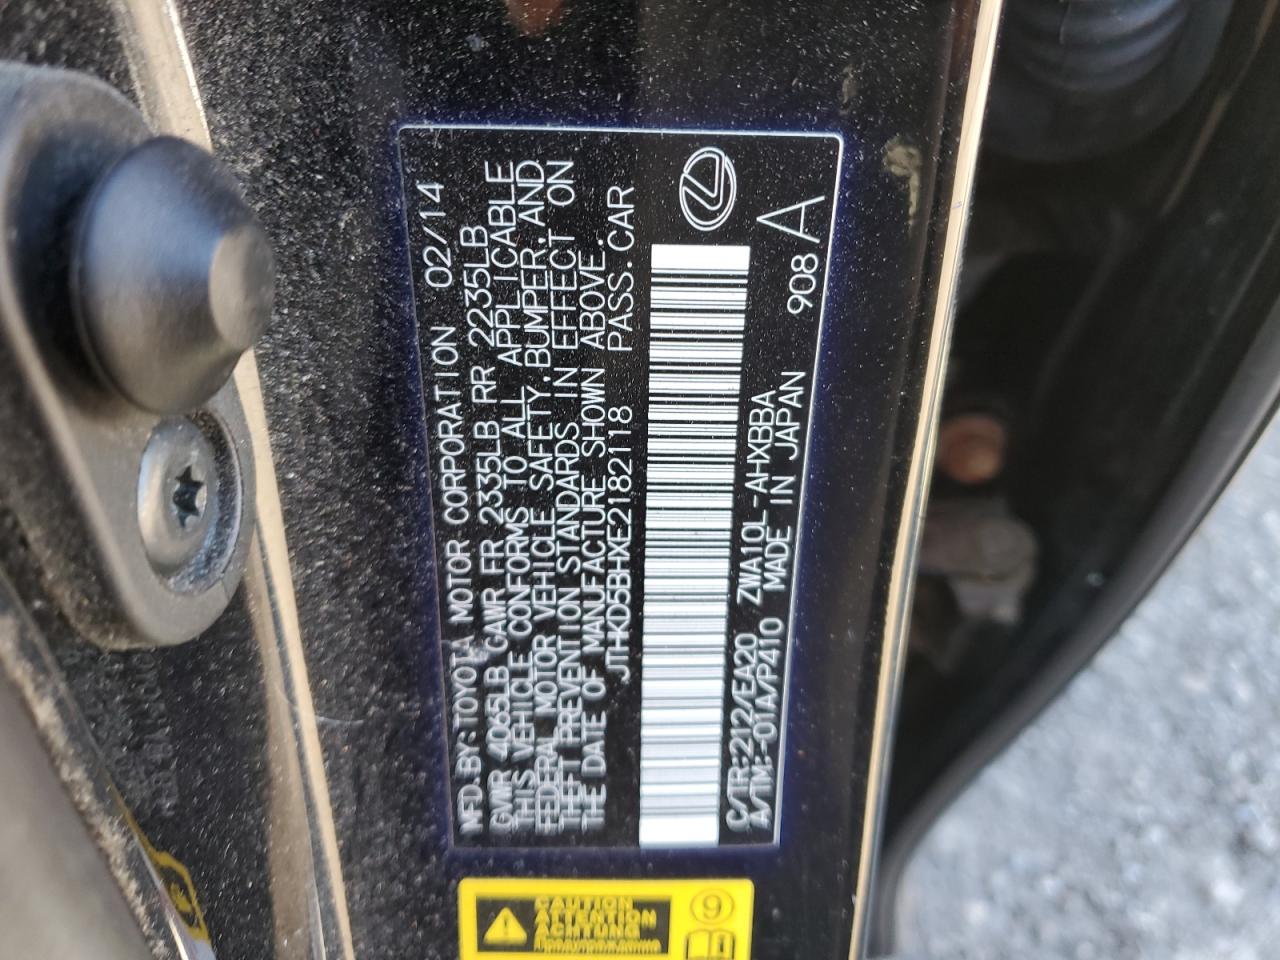 MFD.BY:TOYOTA MOTOR CORPORATION 02/14
GVWR 4065LB GAWR FR 2335LB RR 2235LB
THIS VEHICLE CONFORMS TO ALL APPLICABLE
FEDERAL MOTOR VEHICLE SAFETY,BUMPER,AND
THEFT PREVENTION STANDARDS IN EFFECT ON
THE DATE OF MANUFACTURE SHOWN ABOVE.
JTHKD5BHXE2182118 PASS.CAR
C/TR:212/EA20 ZWA10L-AHXBBA
A/TM:-01A/P410 MADE IN JAPAN
908 A
CAUTION
ATTENTION
ACHTUNG
Предупреждение
9